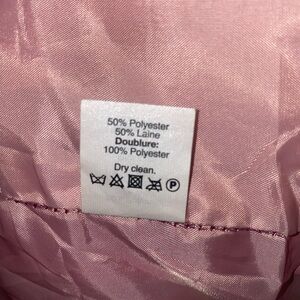 50% Polyester
50% Laine
Doublure:
100% Polyester
Dry clean.
P